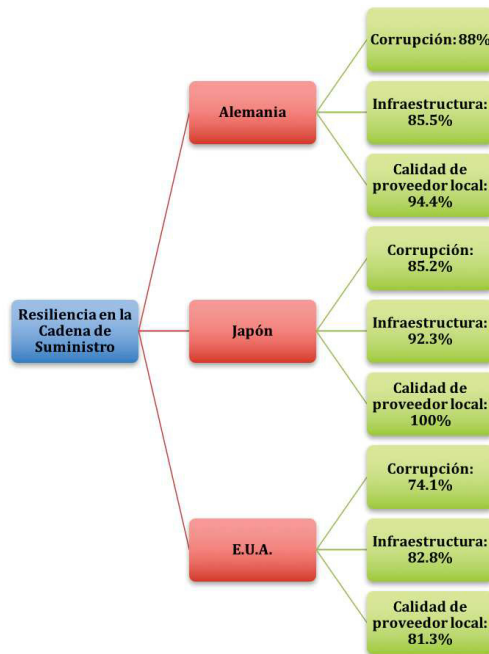 Resiliencia en la
Cadena de
Suministro
Alemania
Corrupción: 88%
Infraestructura:
85.5%
Calidad de
proveedor local:
94.4%
Japón
Corrupción:
85.2%
Infraestructura:
92.3%
Calidad de
proveedor local:
100%
E.U.A.
Corrupción:
74.1%
Infraestructura:
82.8%
Calidad de
proveedor local:
81.3%